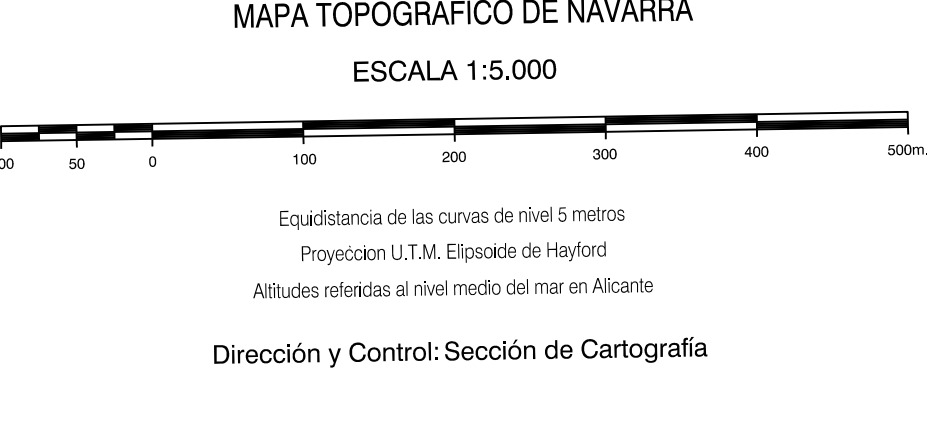 MAPA TOPOGRAFICO DE NAVARRA
ESCALA 1:5.000
50 0 100 200 300 400 500m.
Equidistancia de las curvas de nivel 5 metros
Proyeccion U.T.M. Elipsoide de Hayford
Altitudes referidas al nivel medio del mar en Alicante
Dirección y Control: Sección de Cartografía